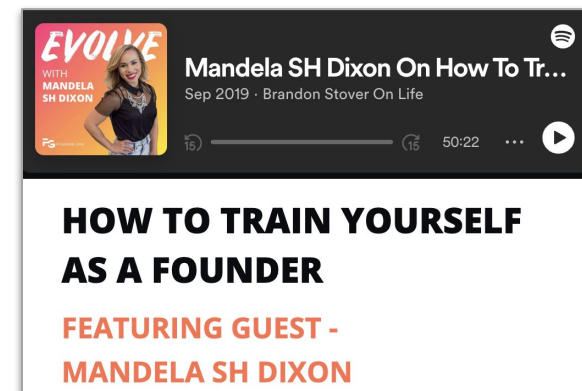 EVOLVE
WITH
MANDELA
SH DIXON
Mandela SH Dixon On How To Tr...
Sep 2019 · Brandon Stover On Life
15
15
50:22
HOW TO TRAIN YOURSELF
AS A FOUNDER
FEATURING GUEST -
MANDELA SH DIXON